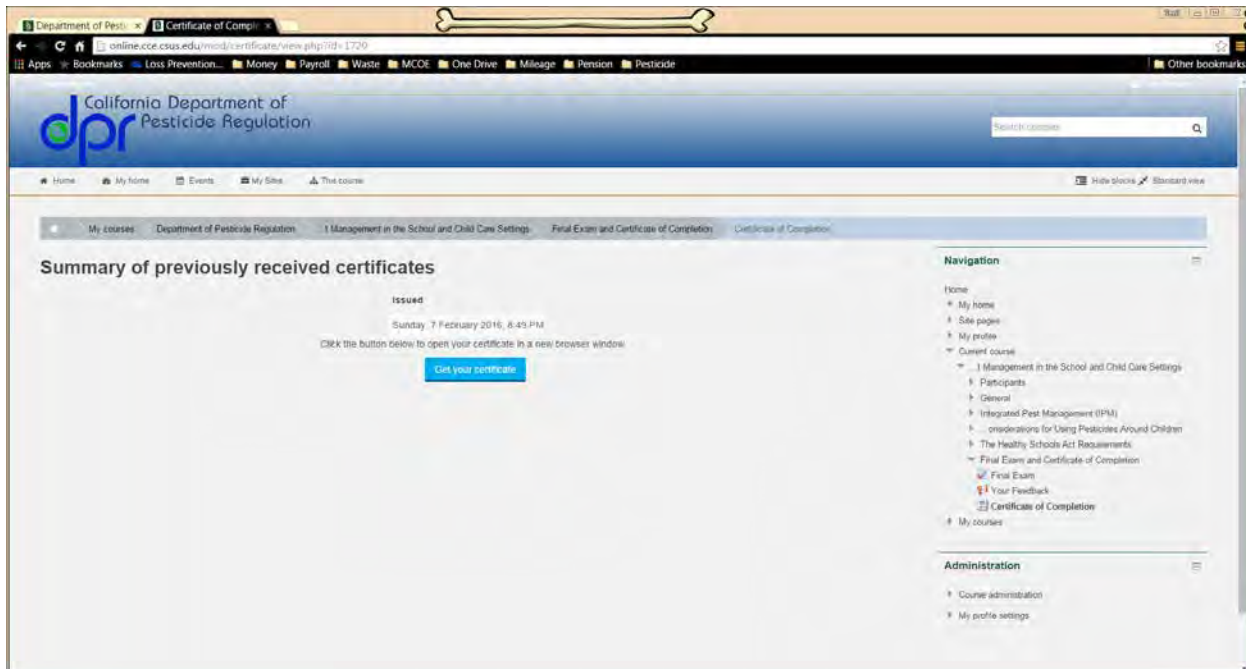 Department of Pesti
Certificate of Comple
online.cce.csus.edu/mod/certificate/view.php?id=1720
Apps Bookmarks Loss Prevention... Money Payroll Waste MCOE One Drive Mileage Pension Pesticide Other bookmarks
California Department of
Pesticide Regulation
dpr
Search courses
Home My home Events My Sites This course Hide blocks Standard view
My courses Department of Pesticide Regulation t Management in the School and Child Care Settings Final Exam and Certificate of Completion Certificate of Completion
Summary of previously received certificates
Issued
Sunday, 7 February 2016, 8:49 PM
Click the button below to open your certificate in a new browser window
Get your certificate
Navigation
Home
My home
Site pages
My profile
Current course
...t Management in the School and Child Care Settings
Participants
General
Integrated Pest Management (IPM)
...onsiderations for Using Pesticides Around Children
The Healthy Schools Act Requirements
Final Exam and Certificate of Completion
Final Exam
Your Feedback
Certificate of Completion
My courses
Administration
Course administration
My profile settings